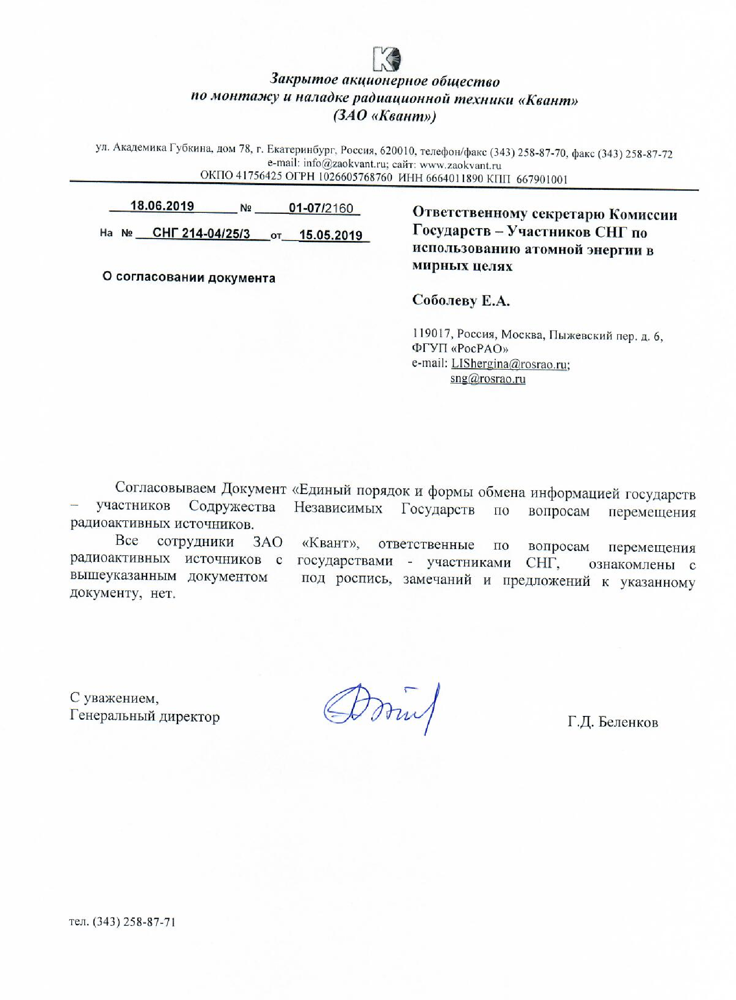 К
Закрытое акционерное общество
по монтажу и наладке радиационной техники «Квант»
(ЗАО «Квант»)
ул. Академика Губкина, дом 78, г. Екатеринбург, Россия, 620010, телефон/факс (343) 258-87-70, факс (343) 258-87-72
e-mail: info@zaokvant.ru; сайт: www.zaokvant.ru
ОКПО 41756425 ОГРН 1026605768760 ИНН 6664011890 КПП 667901001
18.06.2019 № 01-07/2160
На № СНГ 214-04/25/3 от 15.05.2019
О согласовании документа
Ответственному секретарю Комиссии
Государств – Участников СНГ по
использованию атомной энергии в
мирных целях
Соболеву Е.А.
119017, Россия, Москва, Пыжевский пер. д. 6,
ФГУП «РосРАО»
e-mail: LIShergina@rosrao.ru;
sng@rosrao.ru
Согласовываем Документ «Единый порядок и формы обмена информацией государств
– участников Содружества Независимых Государств по вопросам перемещения
радиоактивных источников.
Все сотрудники ЗАО «Квант», ответственные по вопросам перемещения
радиоактивных источников с государствами - участниками СНГ, ознакомлены с
вышеуказанным документом под роспись, замечаний и предложений к указанному
документу, нет.
С уважением,
Генеральный директор
Г.Д. Беленков
тел. (343) 258-87-71